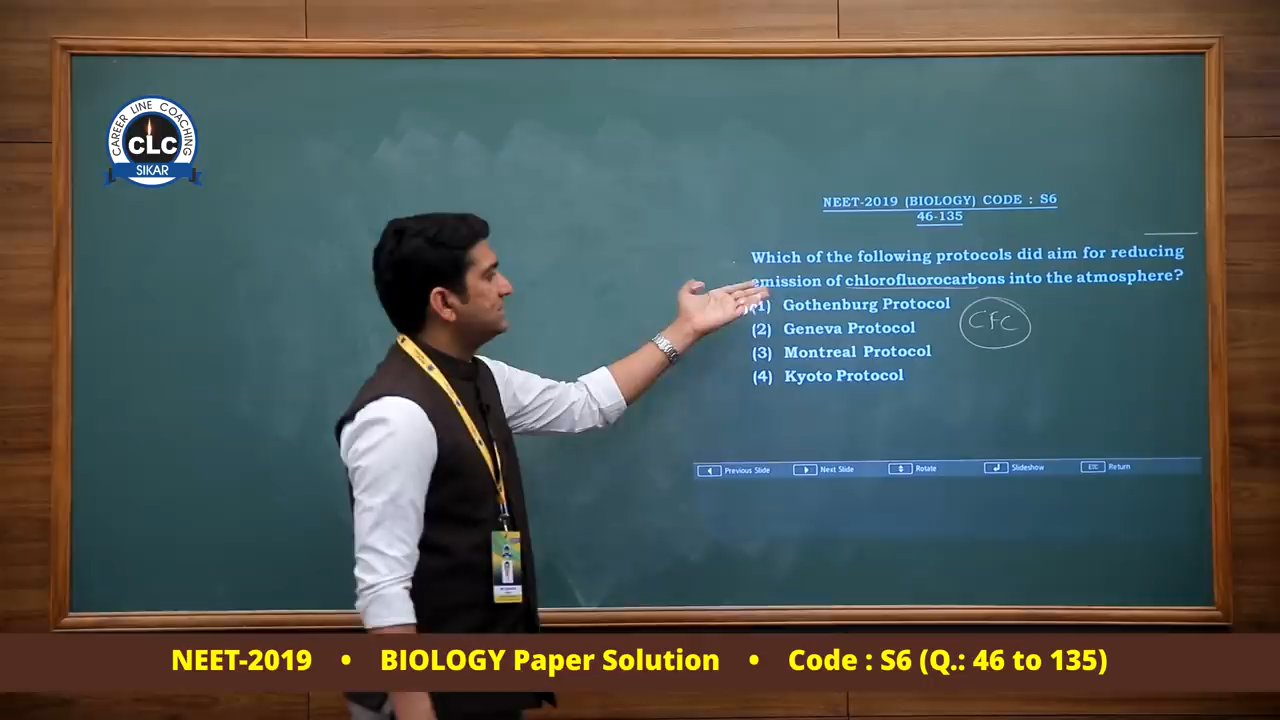 CAREER LINE COACHING
CLC
SIKAR
NEET-2019 (BIOLOGY) CODE : S6
46-135
Which of the following protocols did aim for reducing
emission of chlorofluorocarbons into the atmosphere?
(1) Gothenburg Protocol
(2) Geneva Protocol
CFC
(3) Montreal Protocol
(4) Kyoto Protocol
Previous Slide
Next Slide
Rotate
Slideshow
ESC Return
NEET-2019 • BIOLOGY Paper Solution • Code : S6 (Q.: 46 to 135)